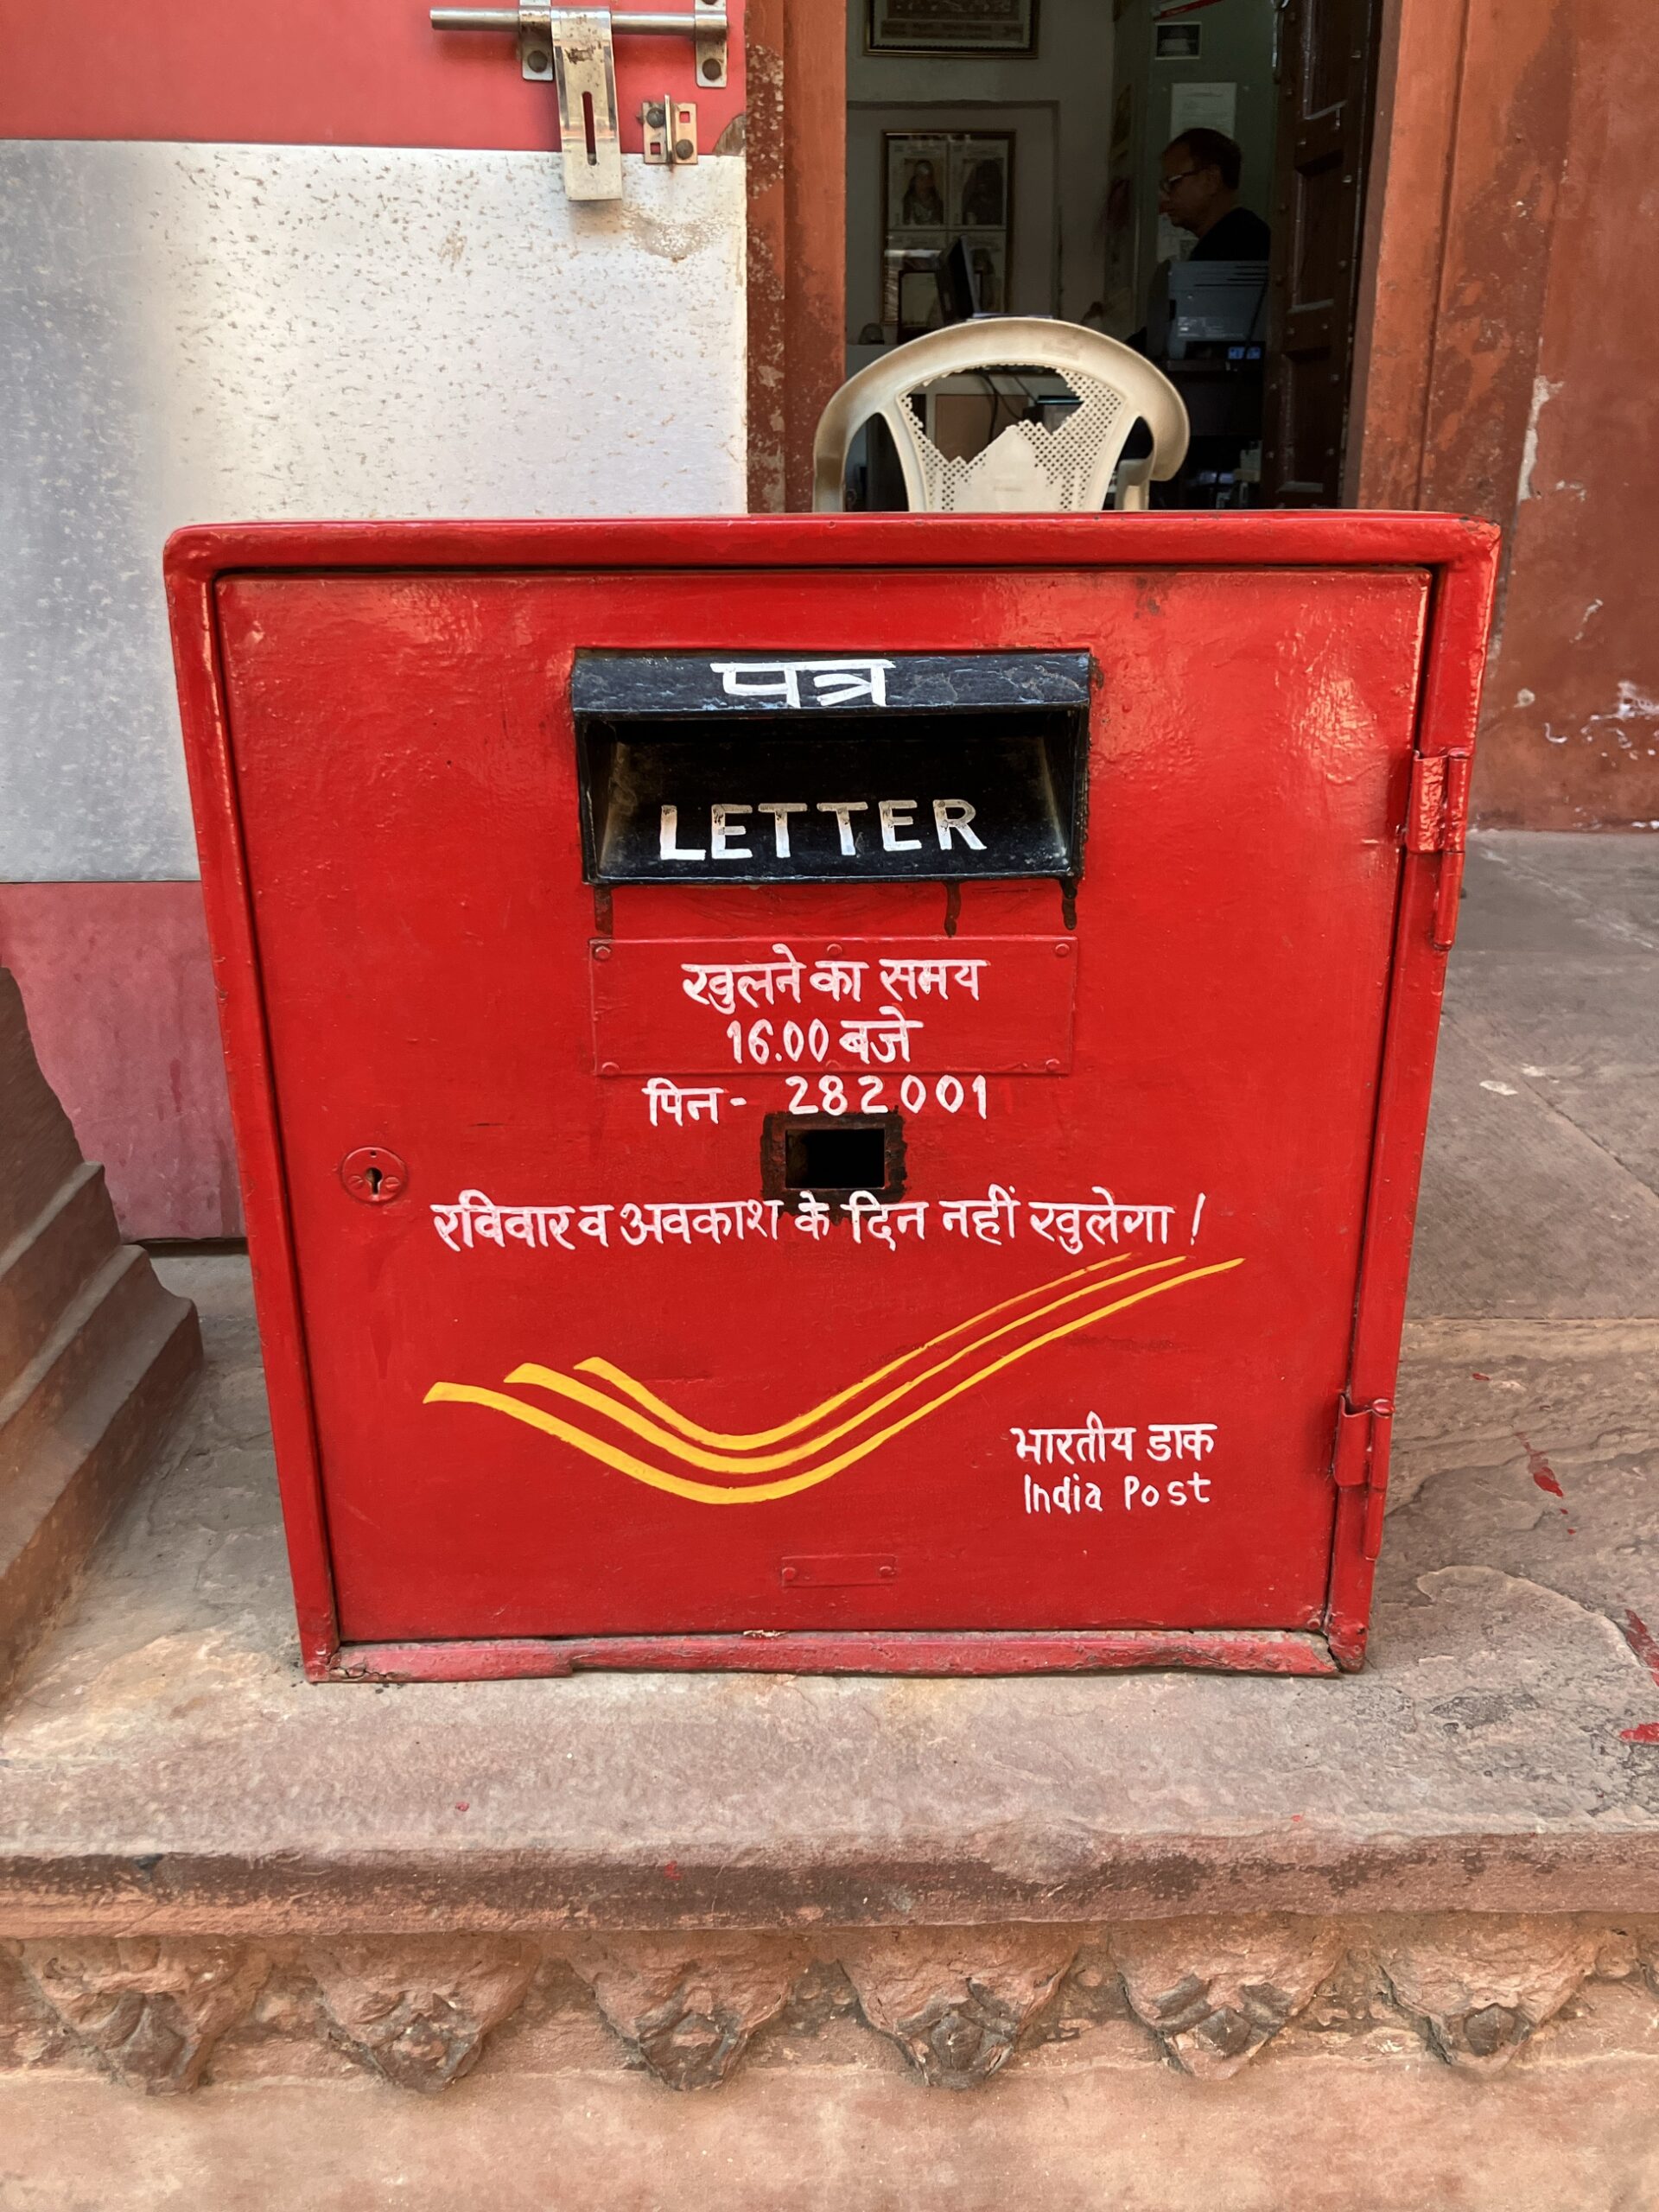 पत्र
LETTER
खुलने का समय
16.00 बजे
पिन- 282001
रविवार व अवकाश के दिन नहीं खुलेगा!
भारतीय डाक
India Post